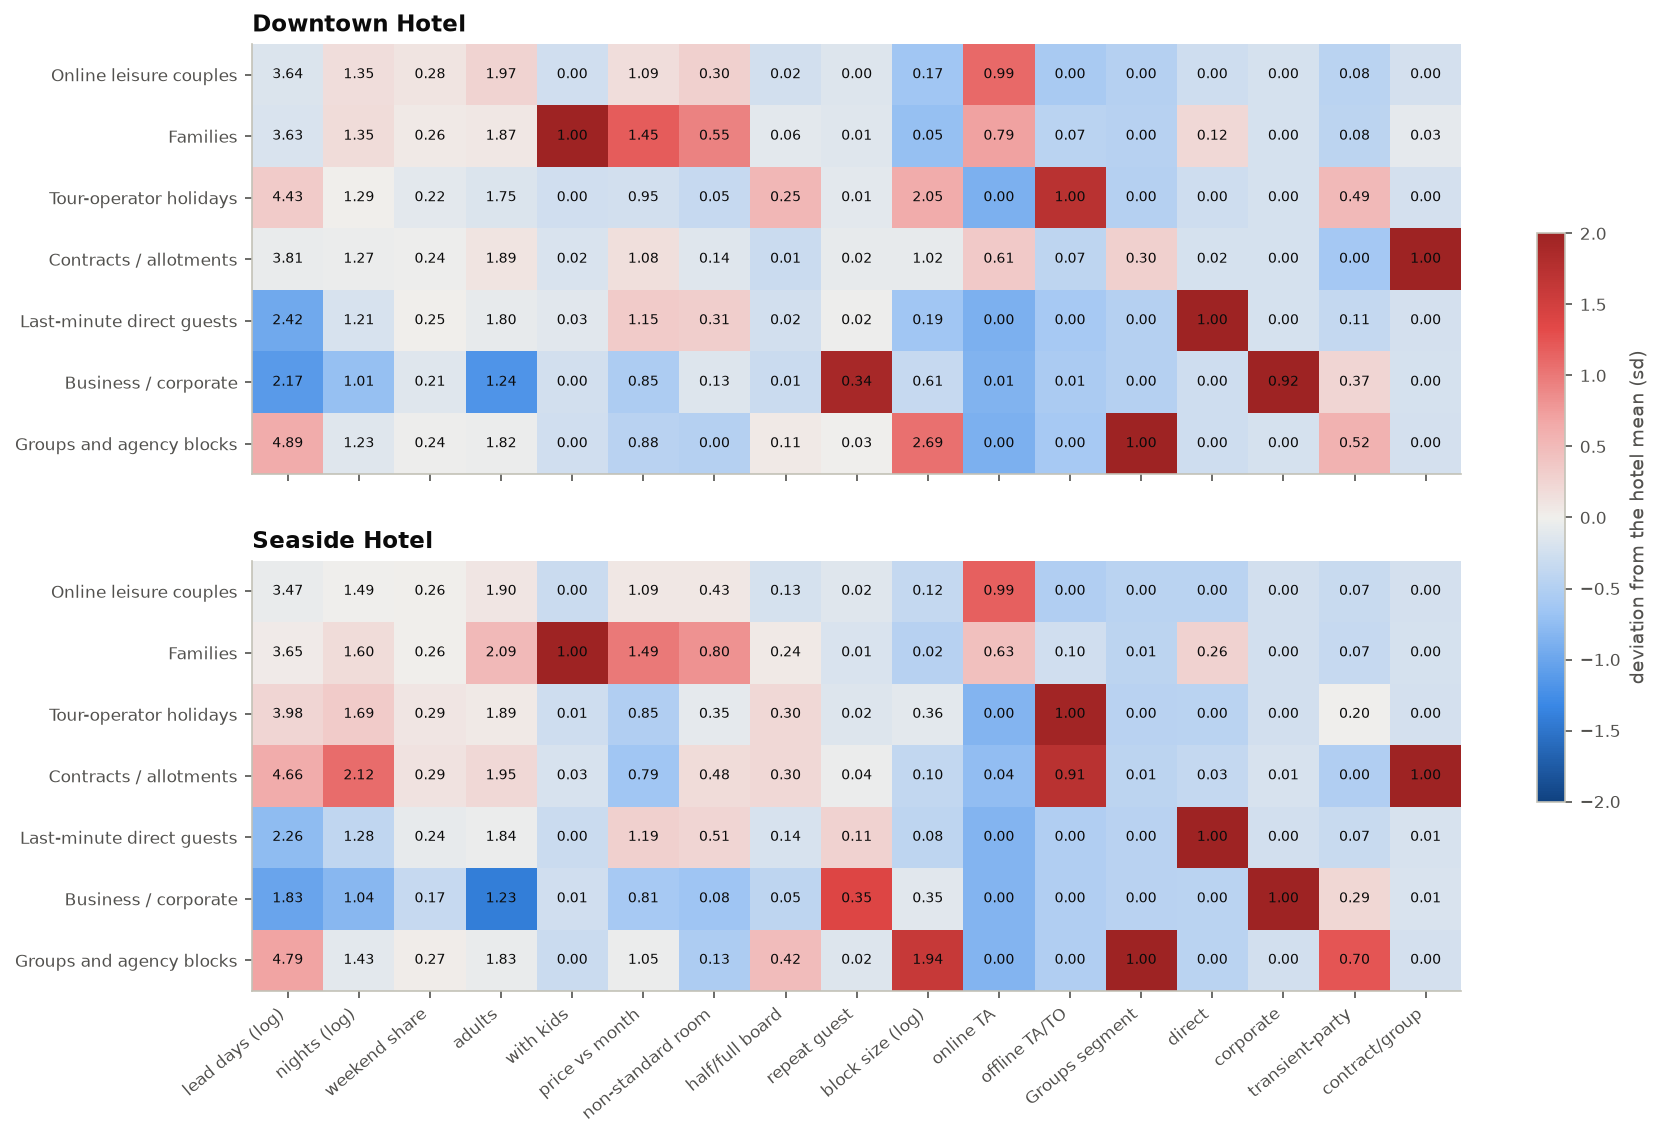 Downtown Hotel
Online leisure couples 3.64 1.35 0.28 1.97 0.00 1.09 0.30 0.02 0.00 0.17 0.99 0.00 0.00 0.00 0.00 0.08 0.00
Families 3.63 1.35 0.26 1.87 1.00 1.45 0.55 0.06 0.01 0.05 0.79 0.07 0.00 0.12 0.00 0.08 0.03
Tour-operator holidays 4.43 1.29 0.22 1.75 0.00 0.95 0.05 0.25 0.01 2.05 0.00 1.00 0.00 0.00 0.00 0.49 0.00
Contracts / allotments 3.81 1.27 0.24 1.89 0.02 1.08 0.14 0.01 0.02 1.02 0.61 0.07 0.30 0.02 0.00 0.00 1.00
Last-minute direct guests 2.42 1.21 0.25 1.80 0.03 1.15 0.31 0.02 0.02 0.19 0.00 0.00 0.00 1.00 0.00 0.11 0.00
Business / corporate 2.17 1.01 0.21 1.24 0.00 0.85 0.13 0.01 0.34 0.61 0.01 0.01 0.00 0.00 0.92 0.37 0.00
Groups and agency blocks 4.89 1.23 0.24 1.82 0.00 0.88 0.00 0.11 0.03 2.69 0.00 0.00 1.00 0.00 0.00 0.52 0.00
Seaside Hotel
Online leisure couples 3.47 1.49 0.26 1.90 0.00 1.09 0.43 0.13 0.02 0.12 0.99 0.00 0.00 0.00 0.00 0.07 0.00
Families 3.65 1.60 0.26 2.09 1.00 1.49 0.80 0.24 0.01 0.02 0.63 0.10 0.01 0.26 0.00 0.07 0.00
Tour-operator holidays 3.98 1.69 0.29 1.89 0.01 0.85 0.35 0.30 0.02 0.36 0.00 1.00 0.00 0.00 0.00 0.20 0.00
Contracts / allotments 4.66 2.12 0.29 1.95 0.03 0.79 0.48 0.30 0.04 0.10 0.04 0.91 0.01 0.03 0.01 0.00 1.00
Last-minute direct guests 2.26 1.28 0.24 1.84 0.00 1.19 0.51 0.14 0.11 0.08 0.00 0.00 0.00 1.00 0.00 0.07 0.01
Business / corporate 1.83 1.04 0.17 1.23 0.01 0.81 0.08 0.05 0.35 0.35 0.00 0.00 0.00 0.00 1.00 0.29 0.01
Groups and agency blocks 4.79 1.43 0.27 1.83 0.00 1.05 0.13 0.42 0.02 1.94 0.00 0.00 1.00 0.00 0.00 0.70 0.00
lead days (log)
nights (log)
weekend share
adults
with kids
price vs month
non-standard room
half/full board
repeat guest
block size (log)
online TA
offline TA/TO
Groups segment
direct
corporate
transient-party
contract/group
2.0
1.5
1.0
0.5
0.0
−0.5
−1.0
−1.5
−2.0
deviation from the hotel mean (sd)